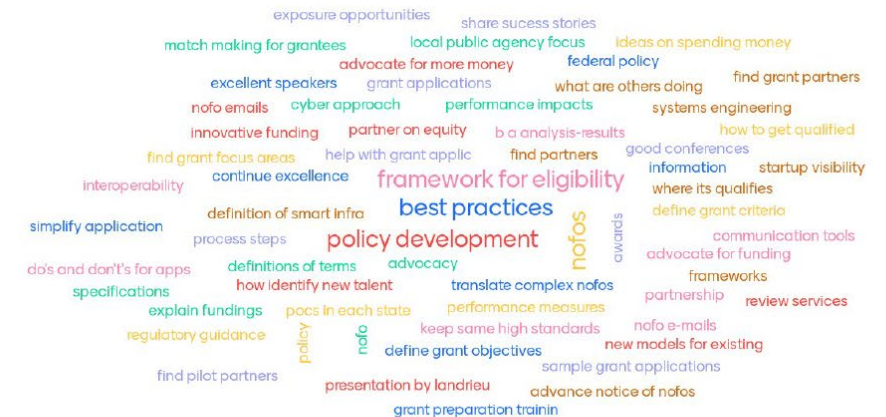 exposure opportunities
share sucess stories
match making for grantees
local public agency focus
ideas on spending money
advocate for more money
federal policy
excellent speakers
grant applications
what are others doing
find grant partners
nofo emails
cyber approach
performance impacts
systems engineering
innovative funding
partner on equity
b a analysis-results
how to get qualified
find grant focus areas
help with grant applic
find partners
good conferences
interoperability
continue excellence
framework for eligibility
information
startup visibility
where its qualifies
simplify application
definition of smart infra
best practices
nofos
awards
define grant criteria
process steps
policy development
communication tools
advocate for funding
do's and don't's for apps
definitions of terms
advocacy
frameworks
specifications
how identify new talent
translate complex nofos
partnership
review services
explain fundings
pocs in each state
performance measures
regulatory guidance
policy
nofo
keep same high standards
nofo e-mails
define grant objectives
new models for existing
find pilot partners
sample grant applications
presentation by landrieu
advance notice of nofos
grant preparation trainin